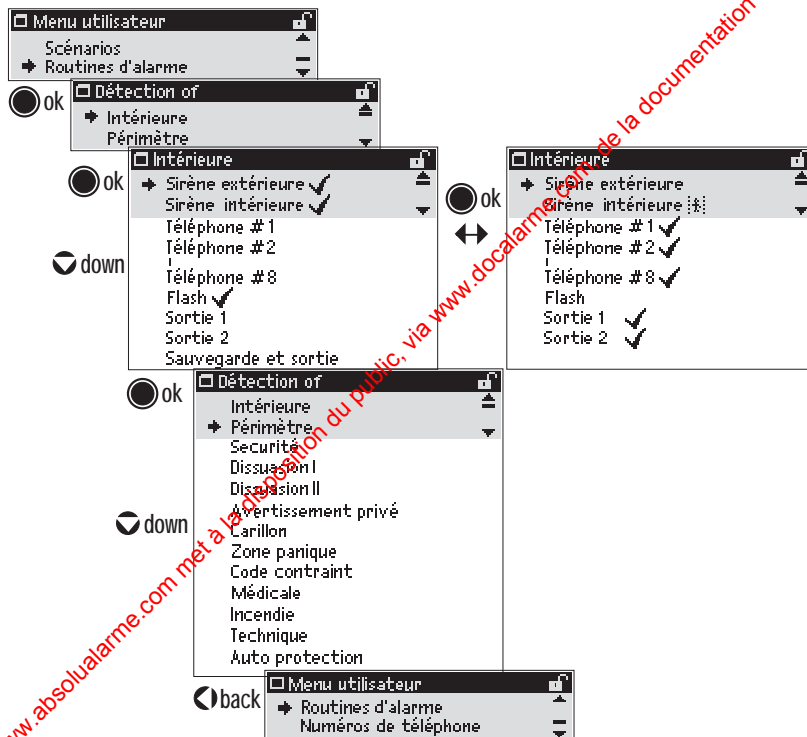 Menu utilisateur
Scénarios
Routines d'alarme
ok
Détection of
Intérieure
Périmètre
ok
Intérieure
Sirène extérieure
Sirène intérieure
Téléphone #1
Téléphone #2
Téléphone #8
Flash
Sortie 1
Sortie 2
Sauvegarde et sortie
down
ok
Intérieure
Sirène extérieure
Sirène intérieure
Téléphone #1
Téléphone #2
Téléphone #8
Flash
Sortie 1
Sortie 2
ok
Détection of
Intérieure
Périmètre
Securité
Dissuasion I
Dissuasion II
Avertissement privé
Carillon
Zone panique
Code contraint
Médicale
Incendie
Technique
Auto protection
down
back
Menu utilisateur
Routines d'alarme
Numéros de téléphone
ww.absolualarme.com met à la disposition du public, via www.docalarme.com, de la documentation